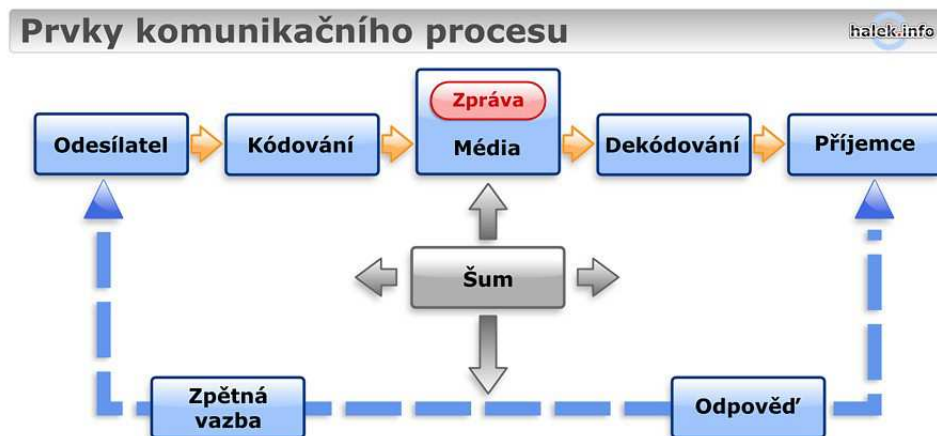 Prvky komunikačního procesu
halek.info
Zpráva
Odesílatel
Kódování
Média
Dekódování
Příjemce
Šum
Zpětná
vazba
Odpověď